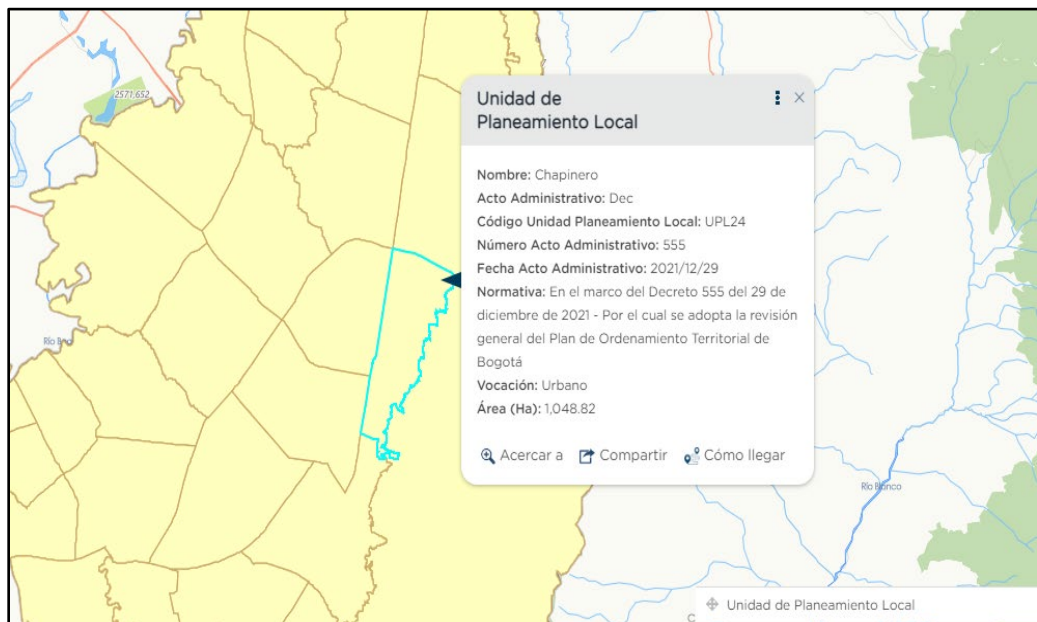 2571,652
Unidad de
Planeamiento Local
Nombre: Chapinero
Acto Administrativo: Dec
Código Unidad Planeamiento Local: UPL24
Número Acto Administrativo: 555
Fecha Acto Administrativo: 2021/12/29
Normativa: En el marco del Decreto 555 del 29 de
diciembre de 2021 - Por el cual se adopta la revisión
general del Plan de Ordenamiento Territorial de
Bogotá
Vocación: Urbano
Área (Ha): 1,048.82
Acercar a Compartir Cómo llegar
Río
Río Blanco
Unidad de Planeamiento Local